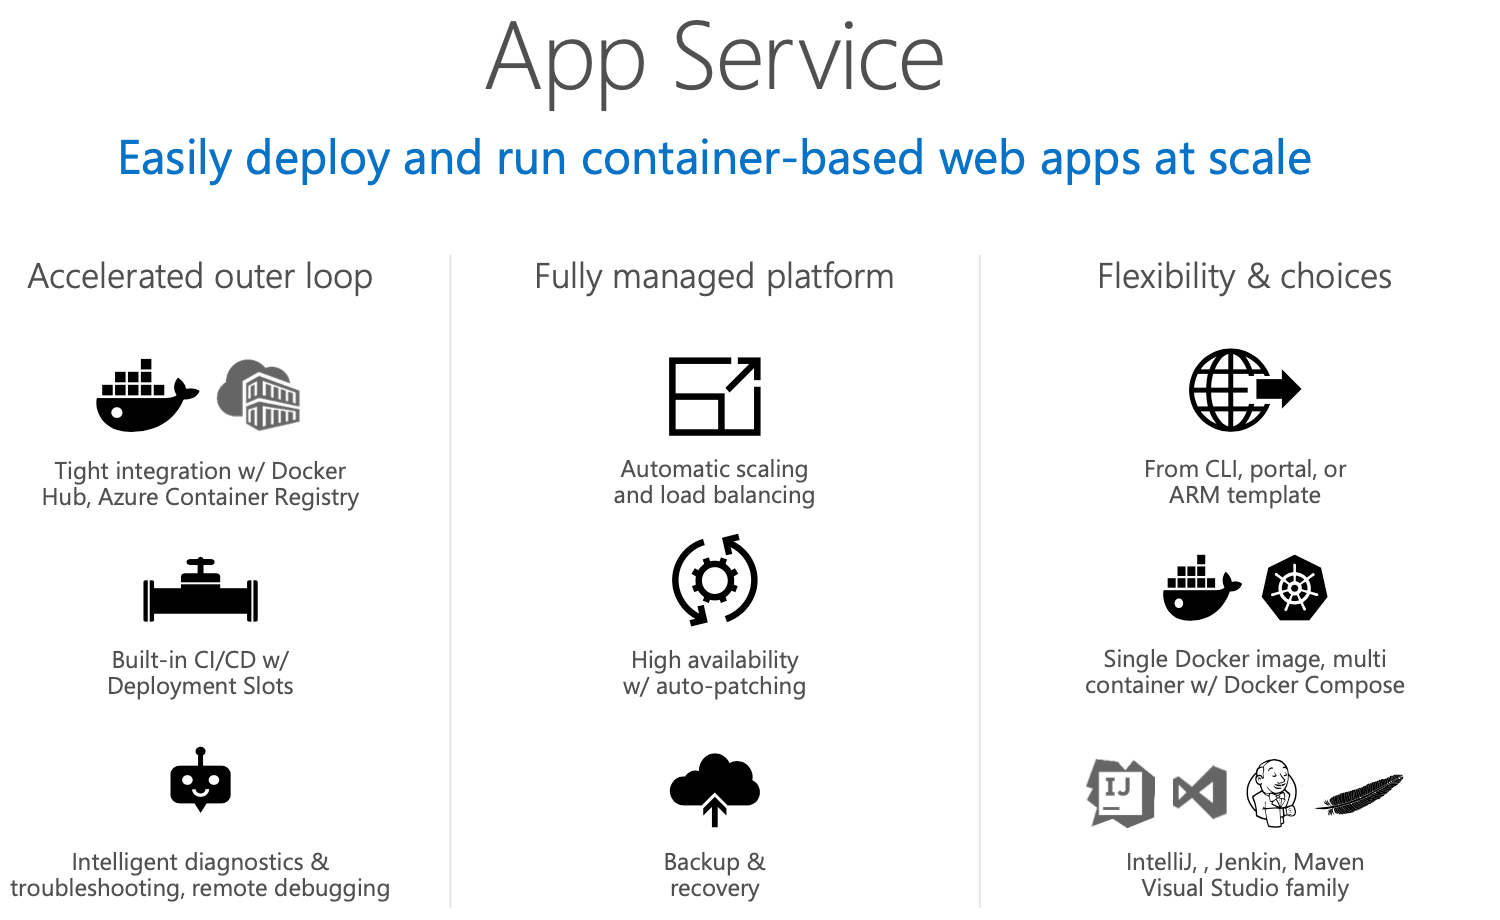 App Service
Easily deploy and run container-based web apps at scale
Accelerated outer loop
Tight integration w/ Docker
Hub, Azure Container Registry
Built-in CI/CD w/
Deployment Slots
Intelligent diagnostics &
troubleshooting, remote debugging
Fully managed platform
Automatic scaling
and load balancing
High availability
w/ auto-patching
Backup &
recovery
Flexibility & choices
From CLI, portal, or
ARM template
Single Docker image, multi
container w/ Docker Compose
IJ
IntelliJ, , Jenkin, Maven
Visual Studio family